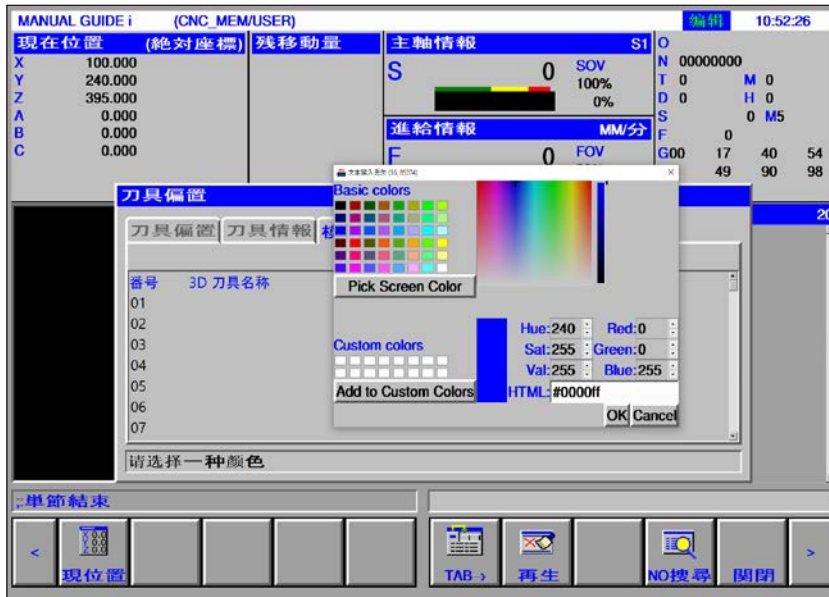 MANUAL GUIDE i (CNC_MEM/USER) 编辑 10:52:26
現在位置 (絶対座標) 残移動量 主軸情報 S1 O
X 100.000 S 0 SOV N 00000000
Y 240.000 100% T 0 M 0
Z 395.000 0% D 0 H 0
A 0.000 S 0 M5
B 0.000 進給情報 MM/分 F 0
C 0.000 F 0 FOV G00 17 40 54
49 90 98
刀具偏置 20
刀具偏置 刀具情報
番号 3D 刀具名称
01
02
03
04
05
06
07
Basic colors
Pick Screen Color
Custom colors
Add to Custom Colors
Hue: 240 Red: 0
Sat: 255 Green: 0
Val: 255 Blue: 255
HTML: #0000ff
OK Cancel
请选择一种颜色
;:単節結束
< 現位置 TAB→ 再生 NO搜尋 関閉 >